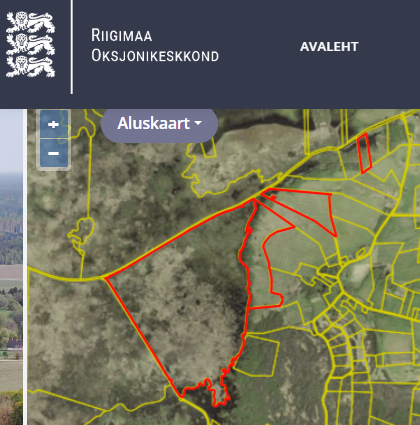 RIIGIMAA
OKSJONIKESKKOND
AVALEHT
Aluskaart
+
−